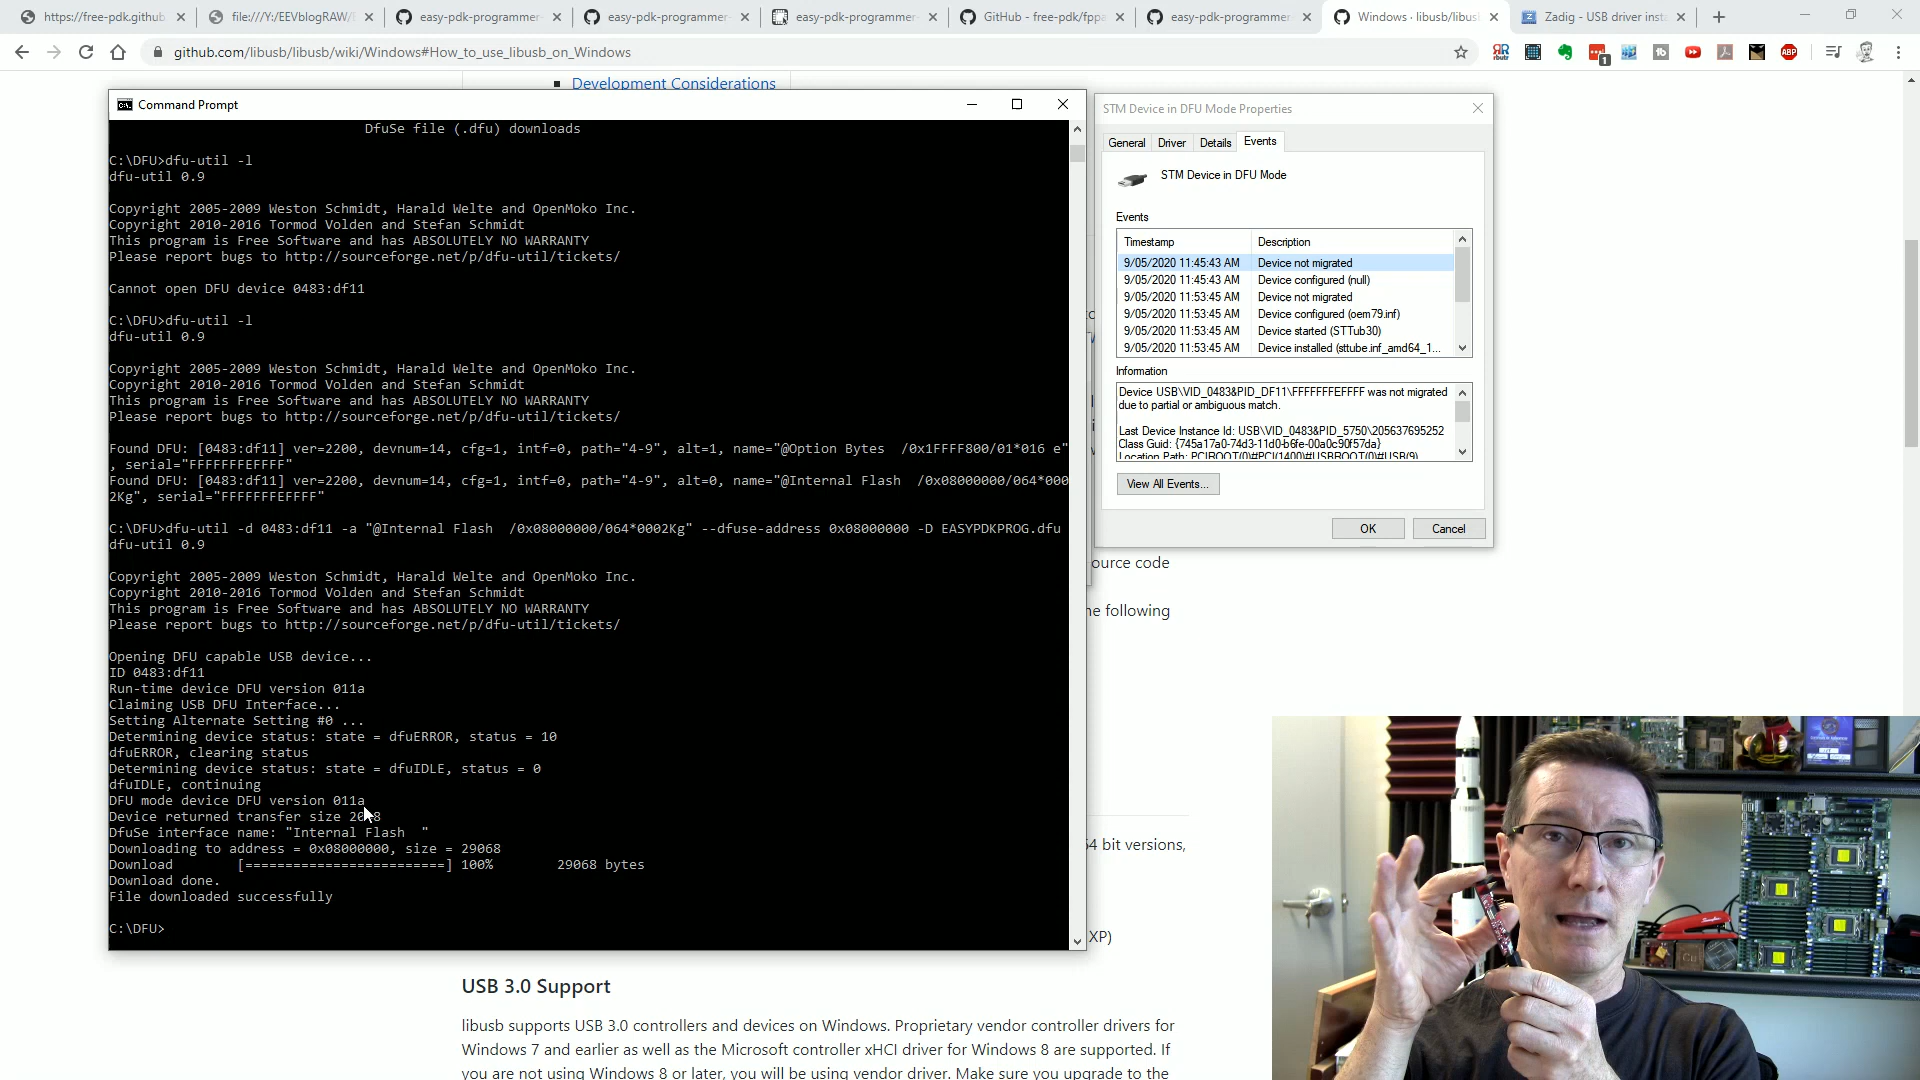 https://free-pdk.github
file:///Y:/EEVblogRAW/
easy-pdk-programmer-
easy-pdk-programmer-
easy-pdk-programmer-
GitHub - free-pdk/fppa
easy-pdk-programmer-
Windows · libusb/libus
Zadig - USB driver inst
github.com/libusb/libusb/wiki/Windows#How_to_use_libusb_on_Windows
Development Considerations
Command Prompt
DfuSe file (.dfu) downloads
C:\DFU>dfu-util -l
dfu-util 0.9
Copyright 2005-2009 Weston Schmidt, Harald Welte and OpenMoko Inc.
Copyright 2010-2016 Tormod Volden and Stefan Schmidt
This program is Free Software and has ABSOLUTELY NO WARRANTY
Please report bugs to http://sourceforge.net/p/dfu-util/tickets/
Cannot open DFU device 0483:df11
C:\DFU>dfu-util -l
dfu-util 0.9
Copyright 2005-2009 Weston Schmidt, Harald Welte and OpenMoko Inc.
Copyright 2010-2016 Tormod Volden and Stefan Schmidt
This program is Free Software and has ABSOLUTELY NO WARRANTY
Please report bugs to http://sourceforge.net/p/dfu-util/tickets/
Found DFU: [0483:df11] ver=2200, devnum=14, cfg=1, intf=0, path="4-9", alt=1, name="@Option Bytes  /0x1FFFF800/01*016 e"
, serial="FFFFFFFEFFFF"
Found DFU: [0483:df11] ver=2200, devnum=14, cfg=1, intf=0, path="4-9", alt=0, name="@Internal Flash  /0x08000000/064*000
2Kg", serial="FFFFFFFEFFFF"
C:\DFU>dfu-util -d 0483:df11 -a "@Internal Flash  /0x08000000/064*0002Kg" --dfuse-address 0x08000000 -D EASYPDKPROG.dfu
dfu-util 0.9
Copyright 2005-2009 Weston Schmidt, Harald Welte and OpenMoko Inc.
Copyright 2010-2016 Tormod Volden and Stefan Schmidt
This program is Free Software and has ABSOLUTELY NO WARRANTY
Please report bugs to http://sourceforge.net/p/dfu-util/tickets/
Opening DFU capable USB device...
ID 0483:df11
Run-time device DFU version 011a
Claiming USB DFU Interface...
Setting Alternate Setting #0 ...
Determining device status: state = dfuERROR, status = 10
dfuERROR, clearing status
Determining device status: state = dfuIDLE, status = 0
dfuIDLE, continuing
DFU mode device DFU version 011a
Device returned transfer size
DfuSe interface name: "Internal Flash  "
Downloading to address = 0x08000000, size = 29068
Download [=========================] 100% 29068 bytes
Download done.
File downloaded successfully
C:\DFU>
STM Device in DFU Mode Properties
General Driver Details Events
STM Device in DFU Mode
Events
Timestamp Description
9/05/2020 11:45:43 AM Device not migrated
9/05/2020 11:45:43 AM Device configured (null)
9/05/2020 11:53:45 AM Device not migrated
9/05/2020 11:53:45 AM Device configured (oem79.inf)
9/05/2020 11:53:45 AM Device started (STTub30)
9/05/2020 11:53:45 AM Device installed (sttube.inf_amd64_1...
Information
Device USB\VID_0483&PID_DF11\FFFFFFFEFFFF was not migrated
due to partial or ambiguous match.
Last Device Instance Id: USB\VID_0483&PID_5750\205637695252
Class Guid: {745a17a0-74d3-11d0-b6fe-00a0c90f57da}
Location Path: PCIROOT(0)#PCI(1400)#USBROOT(0)#USB(9)
View All Events...
OK Cancel
ource code
he following
64 bit versions,
XP)
USB 3.0 Support
libusb supports USB 3.0 controllers and devices on Windows. Proprietary vendor controller drivers for
Windows 7 and earlier as well as the Microsoft controller xHCI driver for Windows 8 are supported. If
you are not using Windows 8 or later, you will be using vendor driver. Make sure you upgrade to the